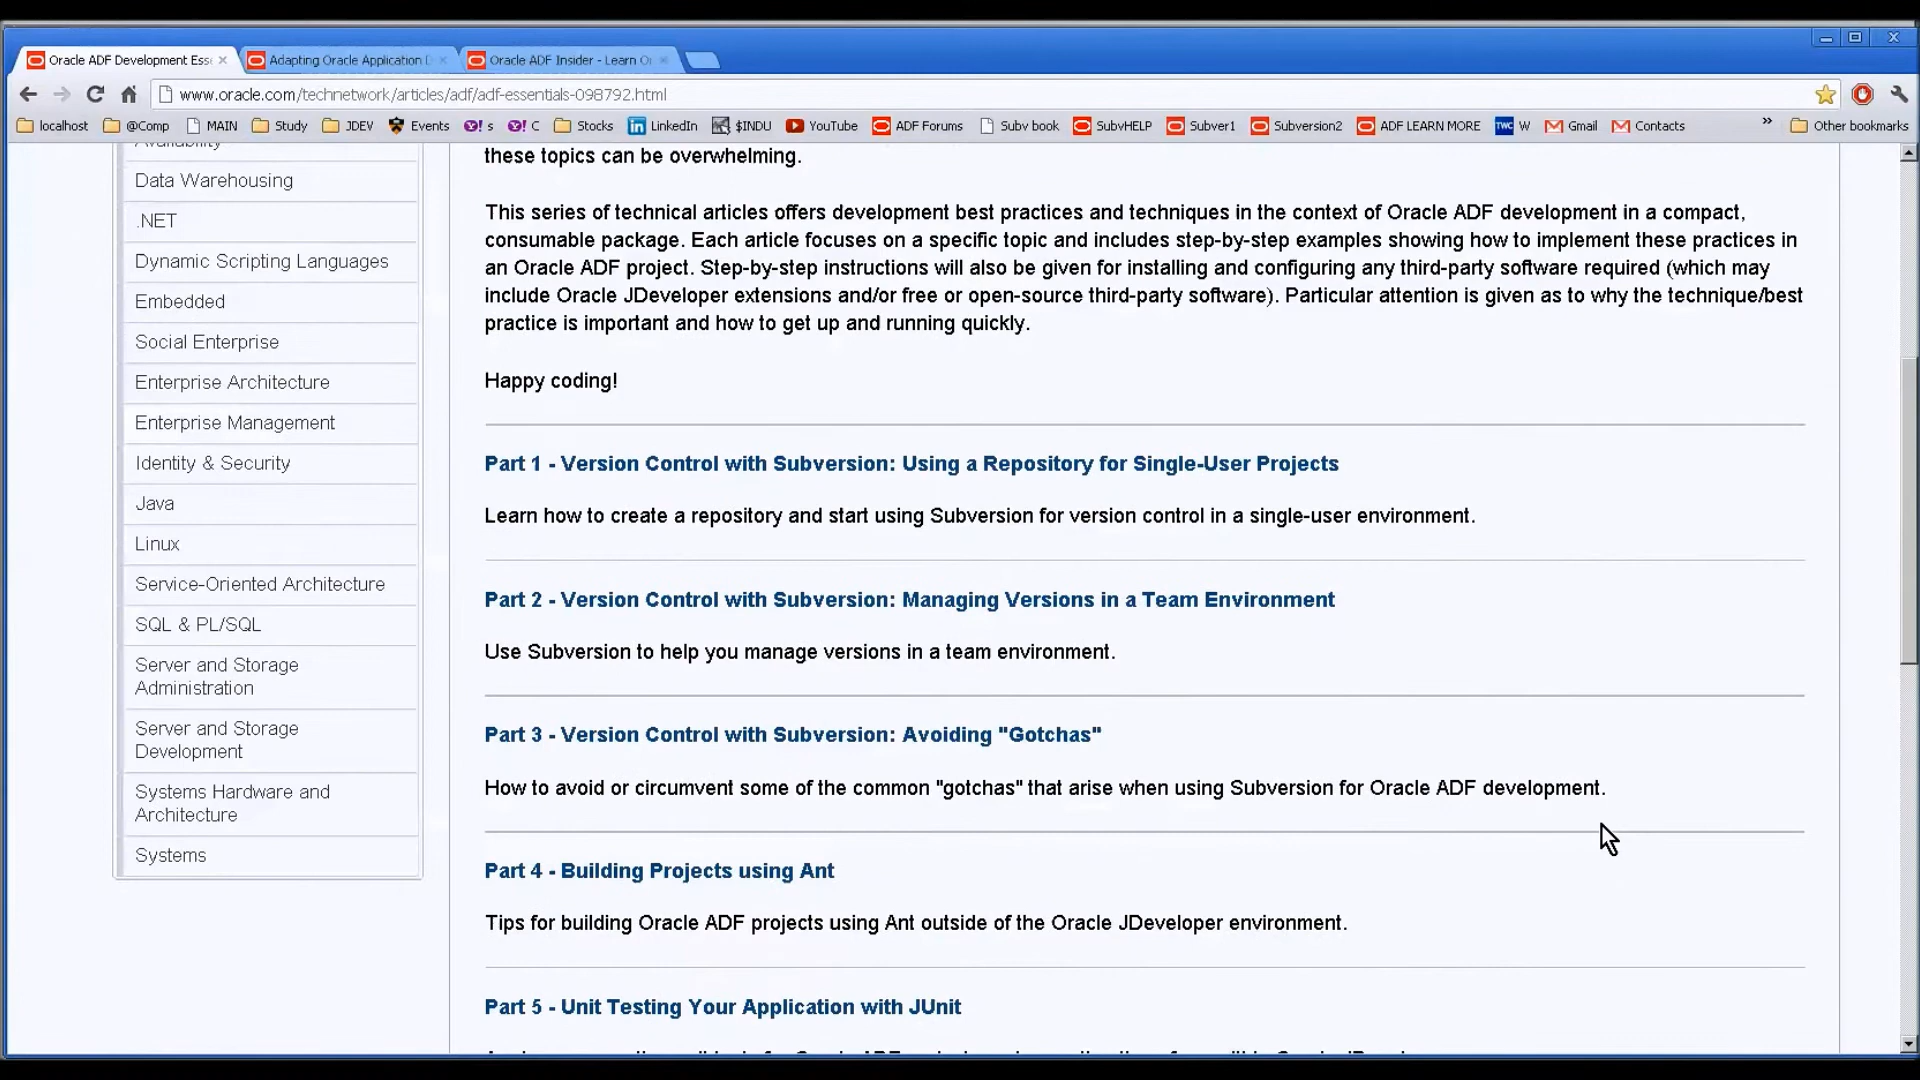 Oracle ADF Development Ess
Adapting Oracle Application D
Oracle ADF Insider - Learn O
www.oracle.com/technetwork/articles/adf/adf-essentials-098792.html
localhost @Comp MAIN Study JDEV Events s C Stocks LinkedIn $INDU YouTube ADF Forums Subv book SubvHELP Subver1 Subversion2 ADF LEARN MORE W Gmail Contacts » Other bookmarks
Availability
Data Warehousing
.NET
Dynamic Scripting Languages
Embedded
Social Enterprise
Enterprise Architecture
Enterprise Management
Identity & Security
Java
Linux
Service-Oriented Architecture
SQL & PL/SQL
Server and Storage
Administration
Server and Storage
Development
Systems Hardware and
Architecture
Systems
these topics can be overwhelming.
This series of technical articles offers development best practices and techniques in the context of Oracle ADF development in a compact,
consumable package. Each article focuses on a specific topic and includes step-by-step examples showing how to implement these practices in
an Oracle ADF project. Step-by-step instructions will also be given for installing and configuring any third-party software required (which may
include Oracle JDeveloper extensions and/or free or open-source third-party software). Particular attention is given as to why the technique/best
practice is important and how to get up and running quickly.
Happy coding!
Part 1 - Version Control with Subversion: Using a Repository for Single-User Projects
Learn how to create a repository and start using Subversion for version control in a single-user environment.
Part 2 - Version Control with Subversion: Managing Versions in a Team Environment
Use Subversion to help you manage versions in a team environment.
Part 3 - Version Control with Subversion: Avoiding "Gotchas"
How to avoid or circumvent some of the common "gotchas" that arise when using Subversion for Oracle ADF development.
Part 4 - Building Projects using Ant
Tips for building Oracle ADF projects using Ant outside of the Oracle JDeveloper environment.
Part 5 - Unit Testing Your Application with JUnit